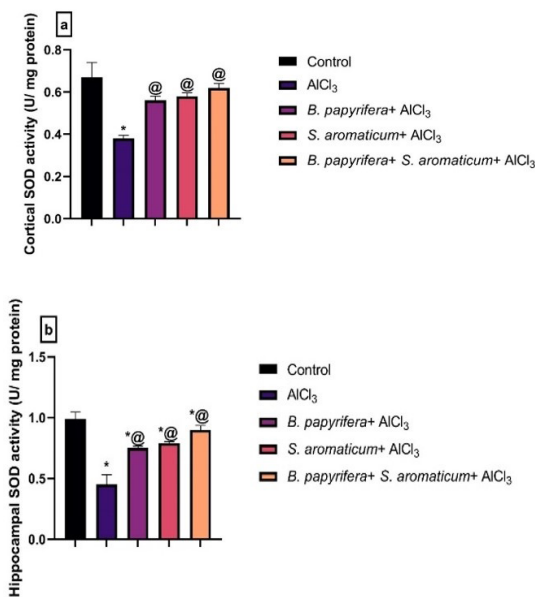 a
Cortical SOD activity (U/ mg protein)
0.8
0.6
0.4
0.2
0.0
*
@
@
@
Control
AlCl₃
B. papyrifera+ AlCl₃
S. aromaticum+ AlCl₃
B. papyrifera+ S. aromaticum+ AlCl₃
b
Hippocampal SOD activity (U/ mg protein)
1.5
1.0
0.5
0.0
*
*@
*@
*@
Control
AlCl₃
B. papyrifera+ AlCl₃
S. aromaticum+ AlCl₃
B. papyrifera+ S. aromaticum+ AlCl₃